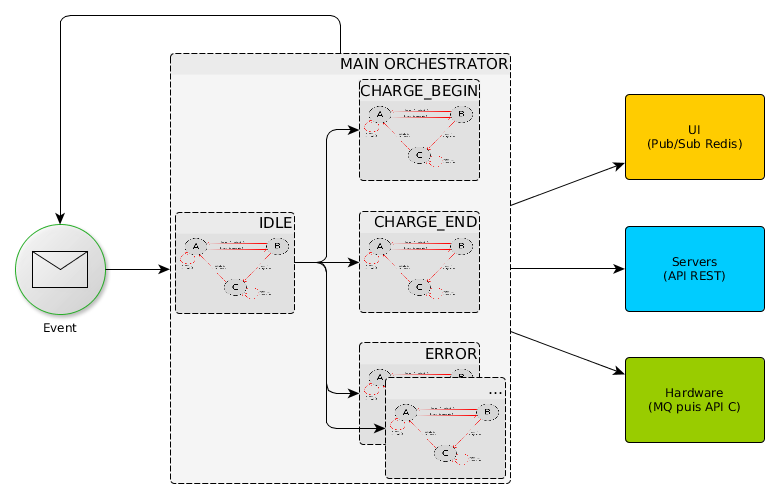 MAIN ORCHESTRATOR
CHARGE_BEGIN
A
B
C
UI
(Pub/Sub Redis)
IDLE
A
B
C
CHARGE_END
A
B
C
Event
Servers
(API REST)
ERROR
A
...
A
B
C
Hardware
(MQ puis API C)